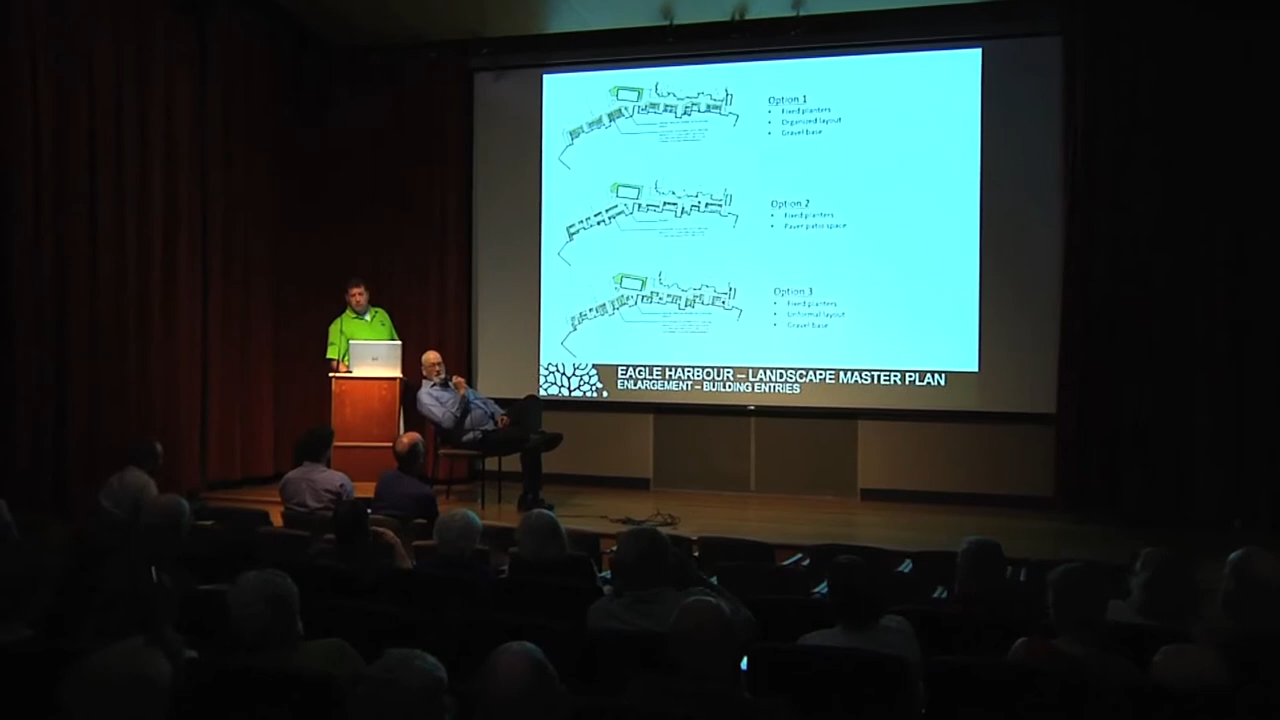 Option 1
• Fixed planters
• Organized layout
• Gravel base
Option 2
• Fixed planters
• Paver patio space
Option 3
• Fixed planters
• Unformal layout
• Gravel base
EAGLE HARBOUR – LANDSCAPE MASTER PLAN
ENLARGEMENT – BUILDING ENTRIES